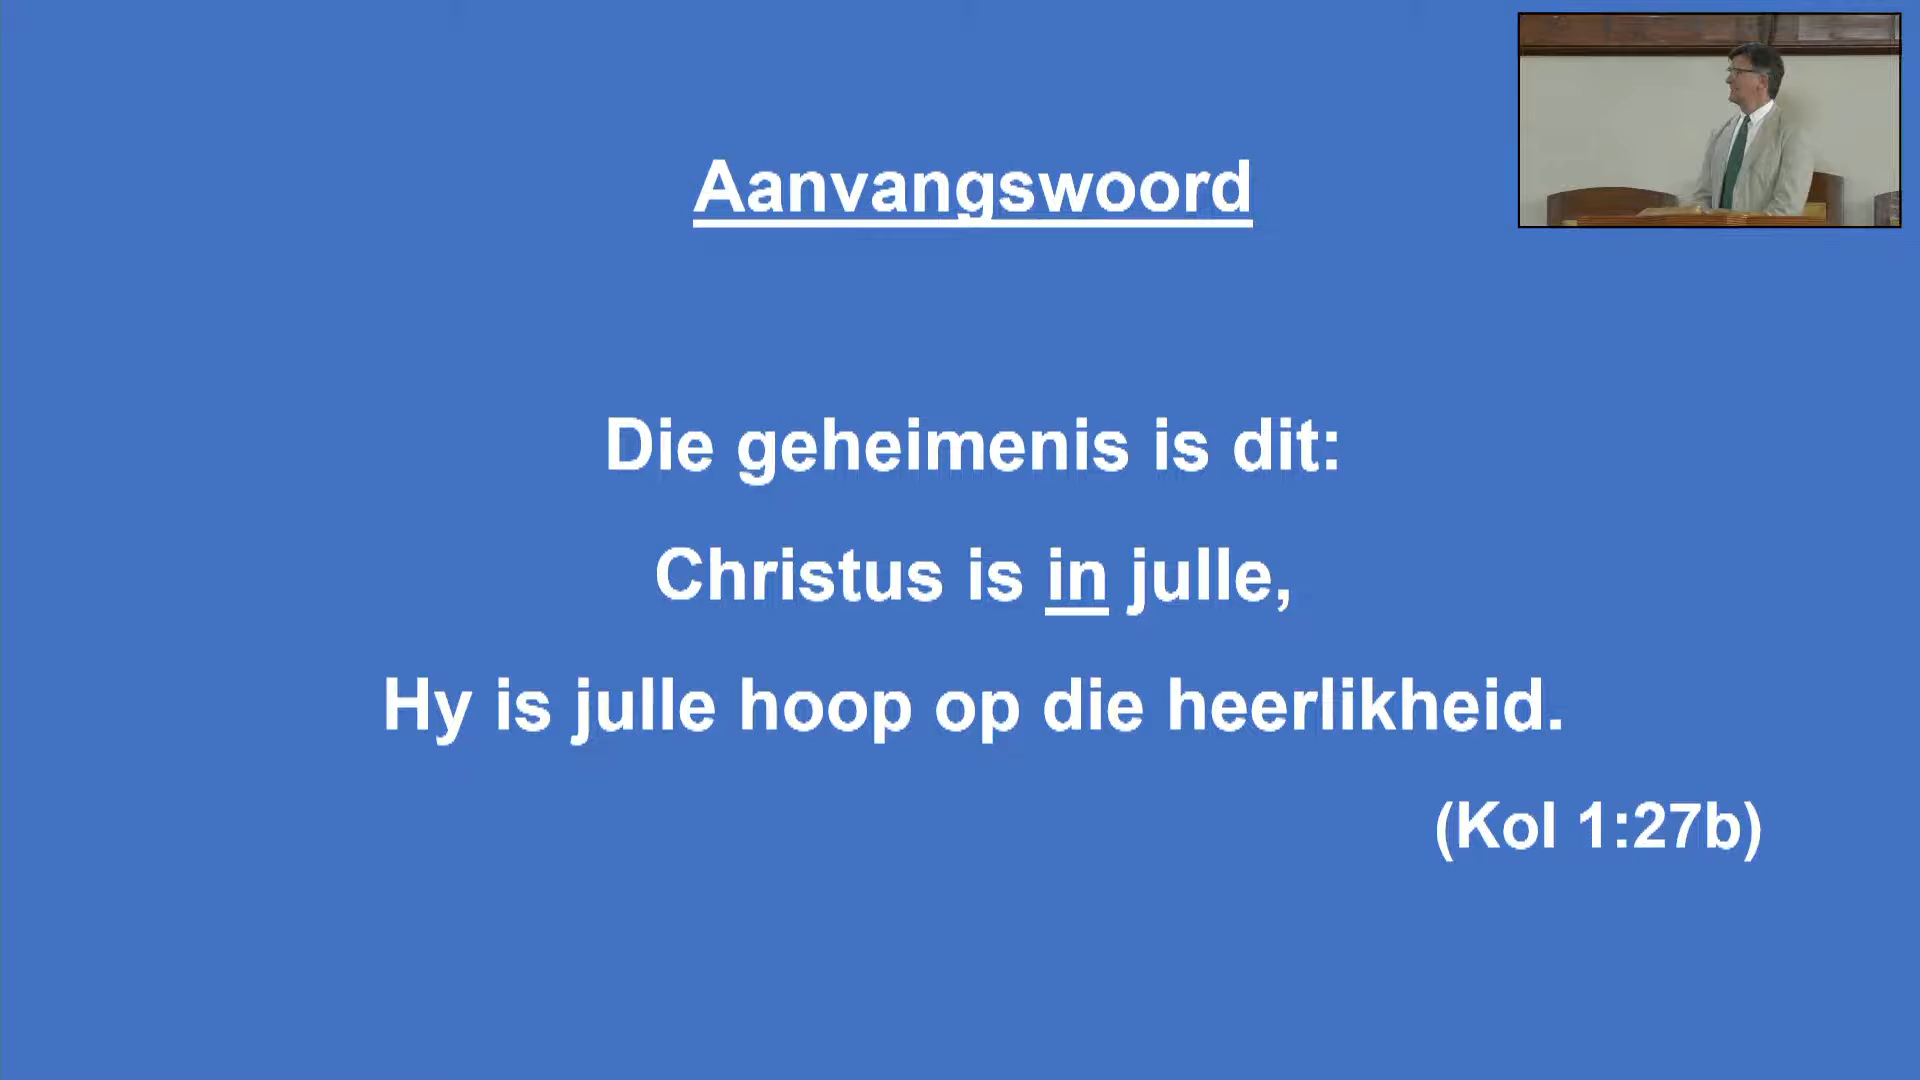 Aanvangswoord
Die geheimenis is dit:
Christus is in julle,
Hy is julle hoop op die heerlikheid.
(Kol 1:27b)